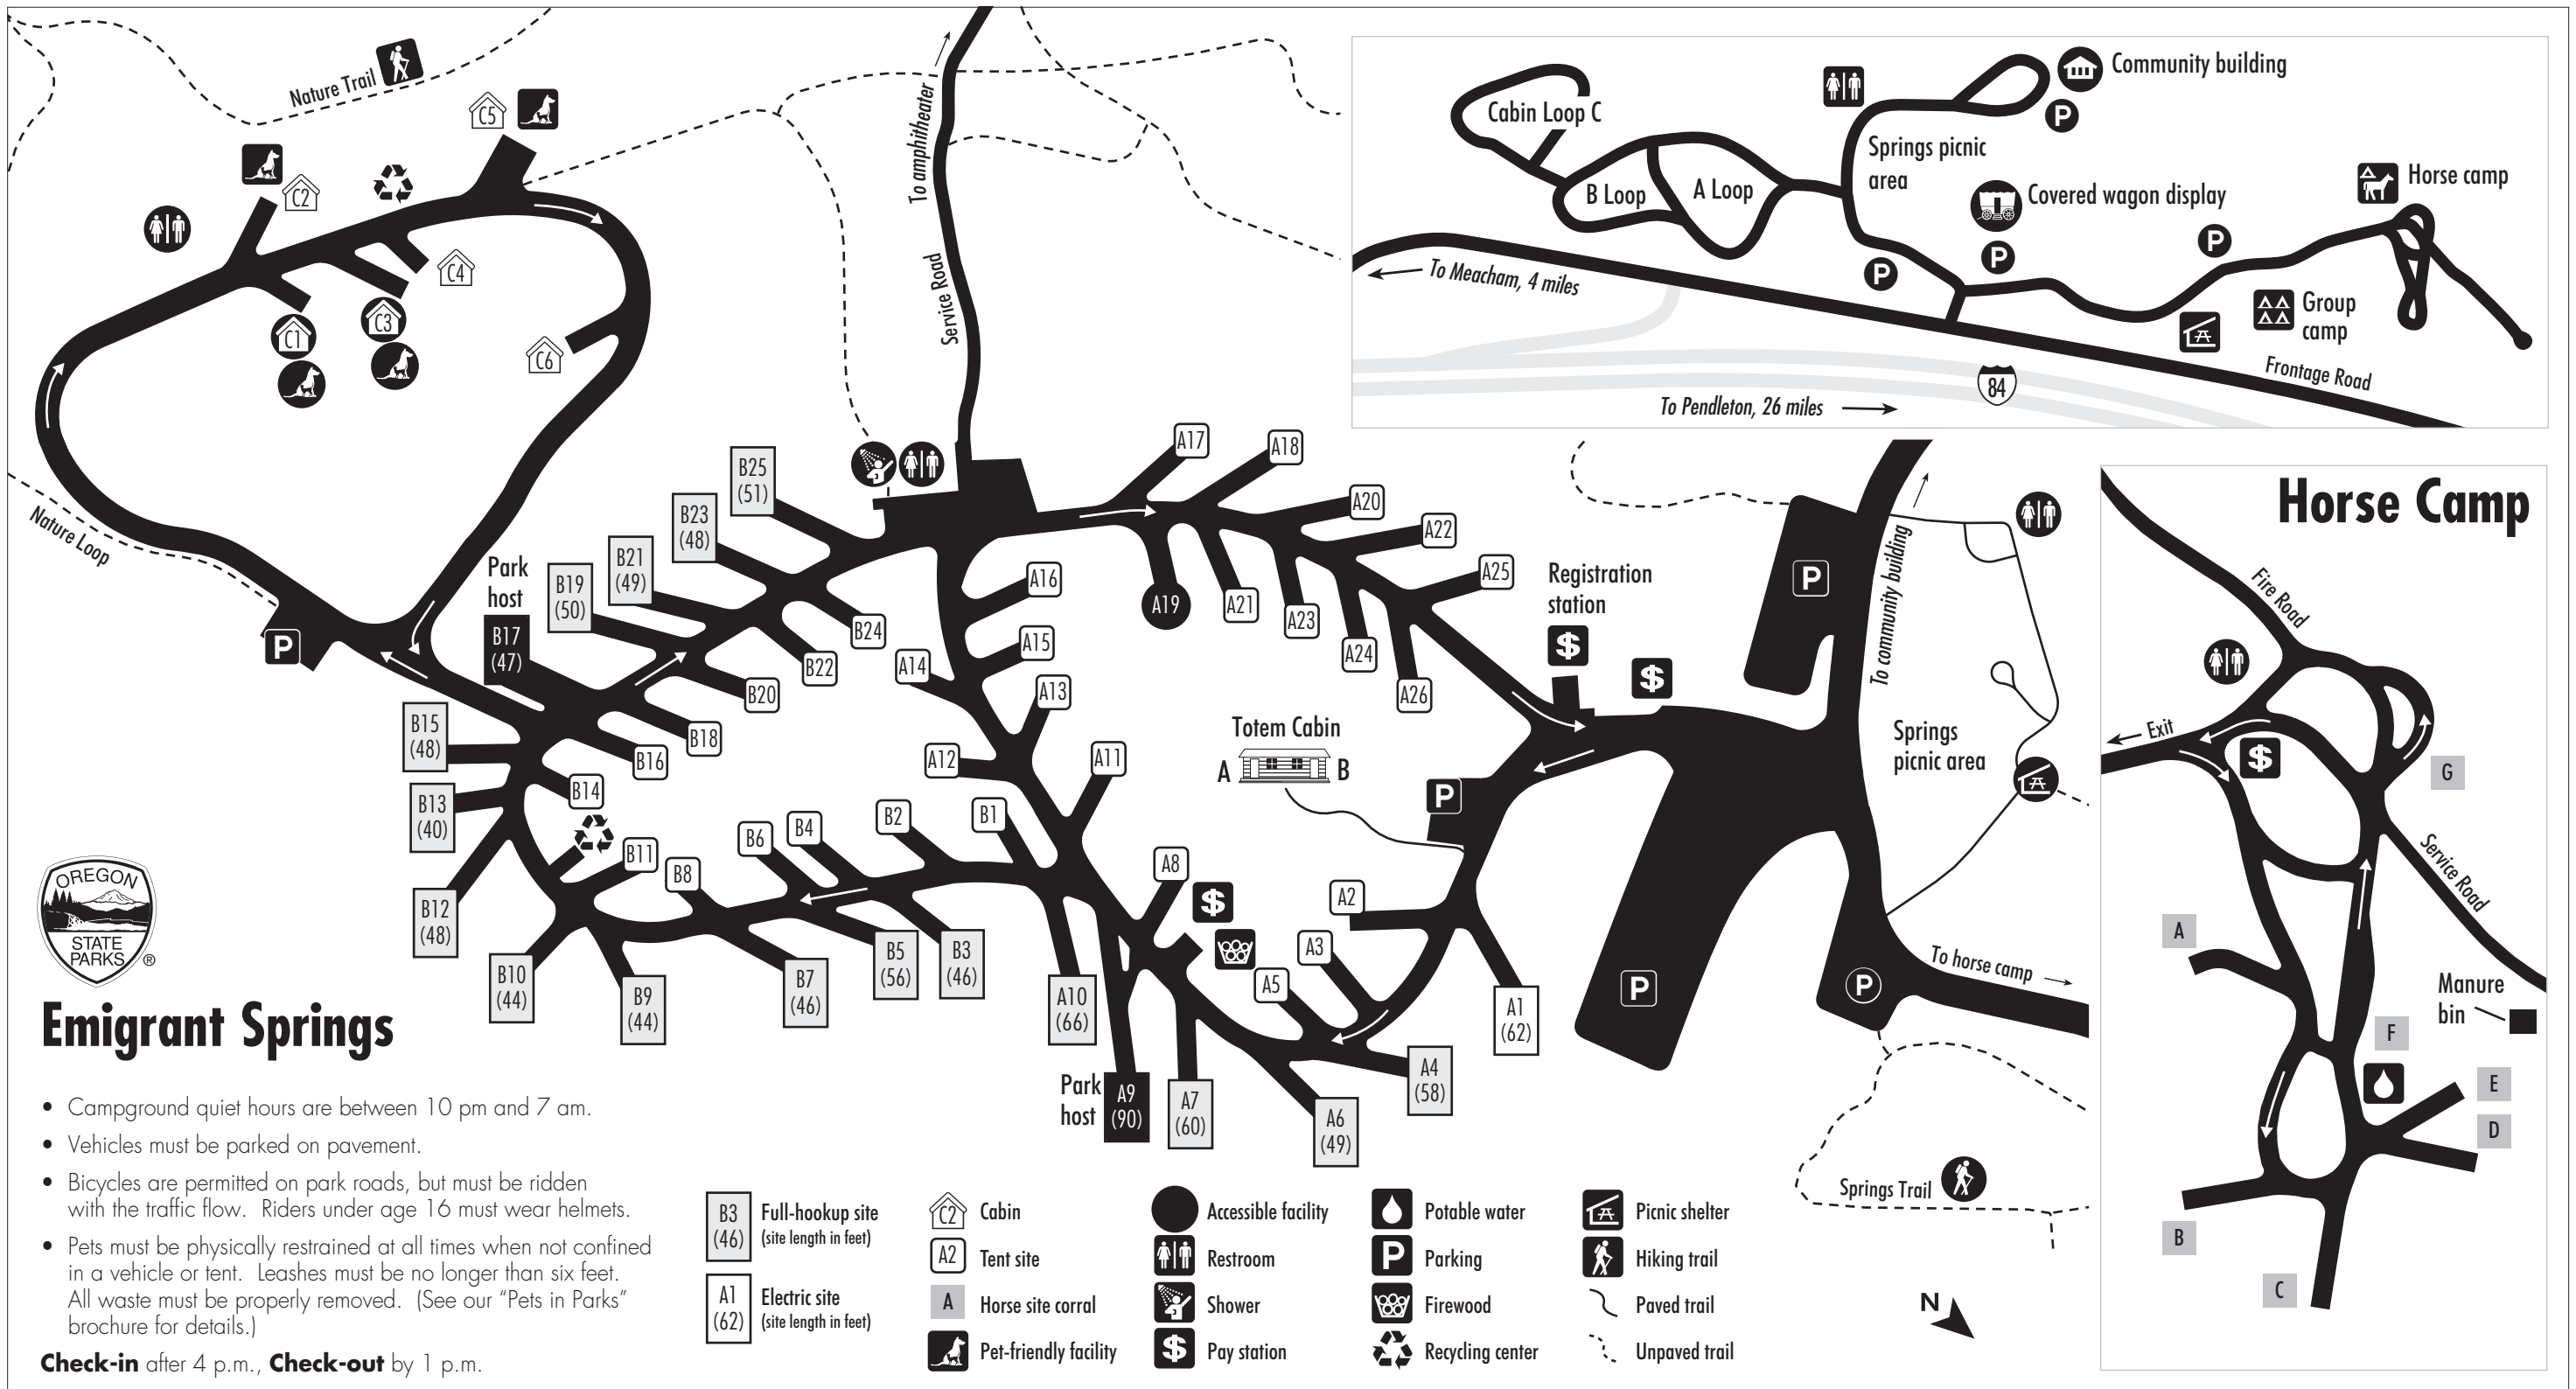 Nature Trail
C5
C2
C4
C1
C3
C6
Nature Loop
P
To amphitheater
Service Road
Cabin Loop C
B Loop
A Loop
Springs picnic
area
Community building
P
Covered wagon display
P
P
P
Horse camp
Group
camp
To Meacham, 4 miles
Frontage Road
84
To Pendleton, 26 miles
B25
(51)
B23
(48)
B21
(49)
B19
(50)
Park
host
B17
(47)
B15
(48)
B13
(40)
B12
(48)
B10
(44)
B9
(44)
B7
(46)
B5
(56)
B3
(46)
B24
B22
B20
B18
B16
B14
B11
B8
B6
B4
B2
B1
A17
A18
A20
A22
A25
A19
A21
A23
A24
A26
A16
A15
A14
A13
A12
A11
A8
A10
(66)
Park
host
A9
(90)
A7
(60)
A6
(49)
A4
(58)
A5
A3
A2
A1
(62)
$
Registration
station
$
$
Totem Cabin
A
B
P
P
P
P
To community building
Springs
picnic area
To horse camp
Springs Trail
N
Horse Camp
Fire Road
Exit
$
G
Service Road
A
Manure
bin
F
E
D
B
C
OREGON
STATE
PARKS
®
Emigrant Springs
• Campground quiet hours are between 10 pm and 7 am.
• Vehicles must be parked on pavement.
• Bicycles are permitted on park roads, but must be ridden
with the traffic flow. Riders under age 16 must wear helmets.
• Pets must be physically restrained at all times when not confined
in a vehicle or tent. Leashes must be no longer than six feet.
All waste must be properly removed. (See our “Pets in Parks”
brochure for details.)
Check-in after 4 p.m., Check-out by 1 p.m.
B3
(46)
Full-hookup site
(site length in feet)
A1
(62)
Electric site
(site length in feet)
C2
Cabin
A2
Tent site
A
Horse site corral
Pet-friendly facility
Accessible facility
Restroom
Shower
$
Pay station
Potable water
P
Parking
Firewood
Recycling center
Picnic shelter
Hiking trail
Paved trail
Unpaved trail